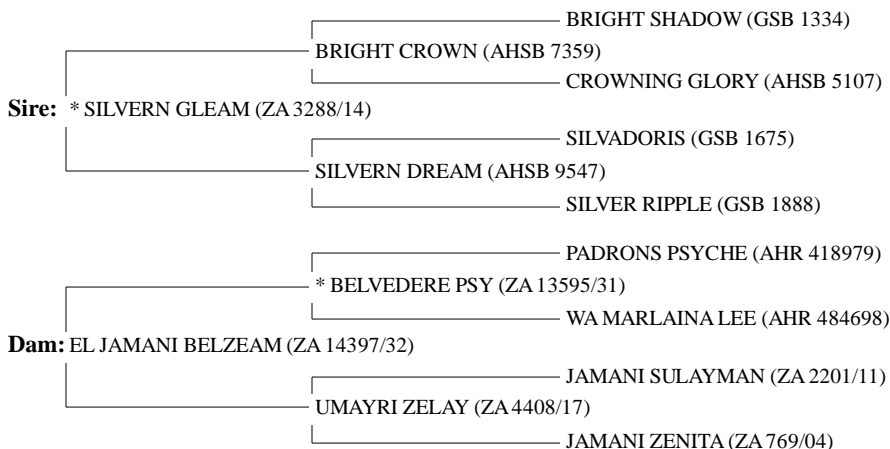 BRIGHT SHADOW (GSB 1334)
BRIGHT CROWN (AHSB 7359)
CROWNING GLORY (AHSB 5107)
Sire: * SILVERN GLEAM (ZA 3288/14)
SILVADORIS (GSB 1675)
SILVERN DREAM (AHSB 9547)
SILVER RIPPLE (GSB 1888)
PADRONS PSYCHE (AHR 418979)
* BELVEDERE PSY (ZA 13595/31)
WA MARLAINA LEE (AHR 484698)
Dam: EL JAMANI BELZEAM (ZA 14397/32)
JAMANI SULAYMAN (ZA 2201/11)
UMAYRI ZELAY (ZA 4408/17)
JAMANI ZENITA (ZA 769/04)